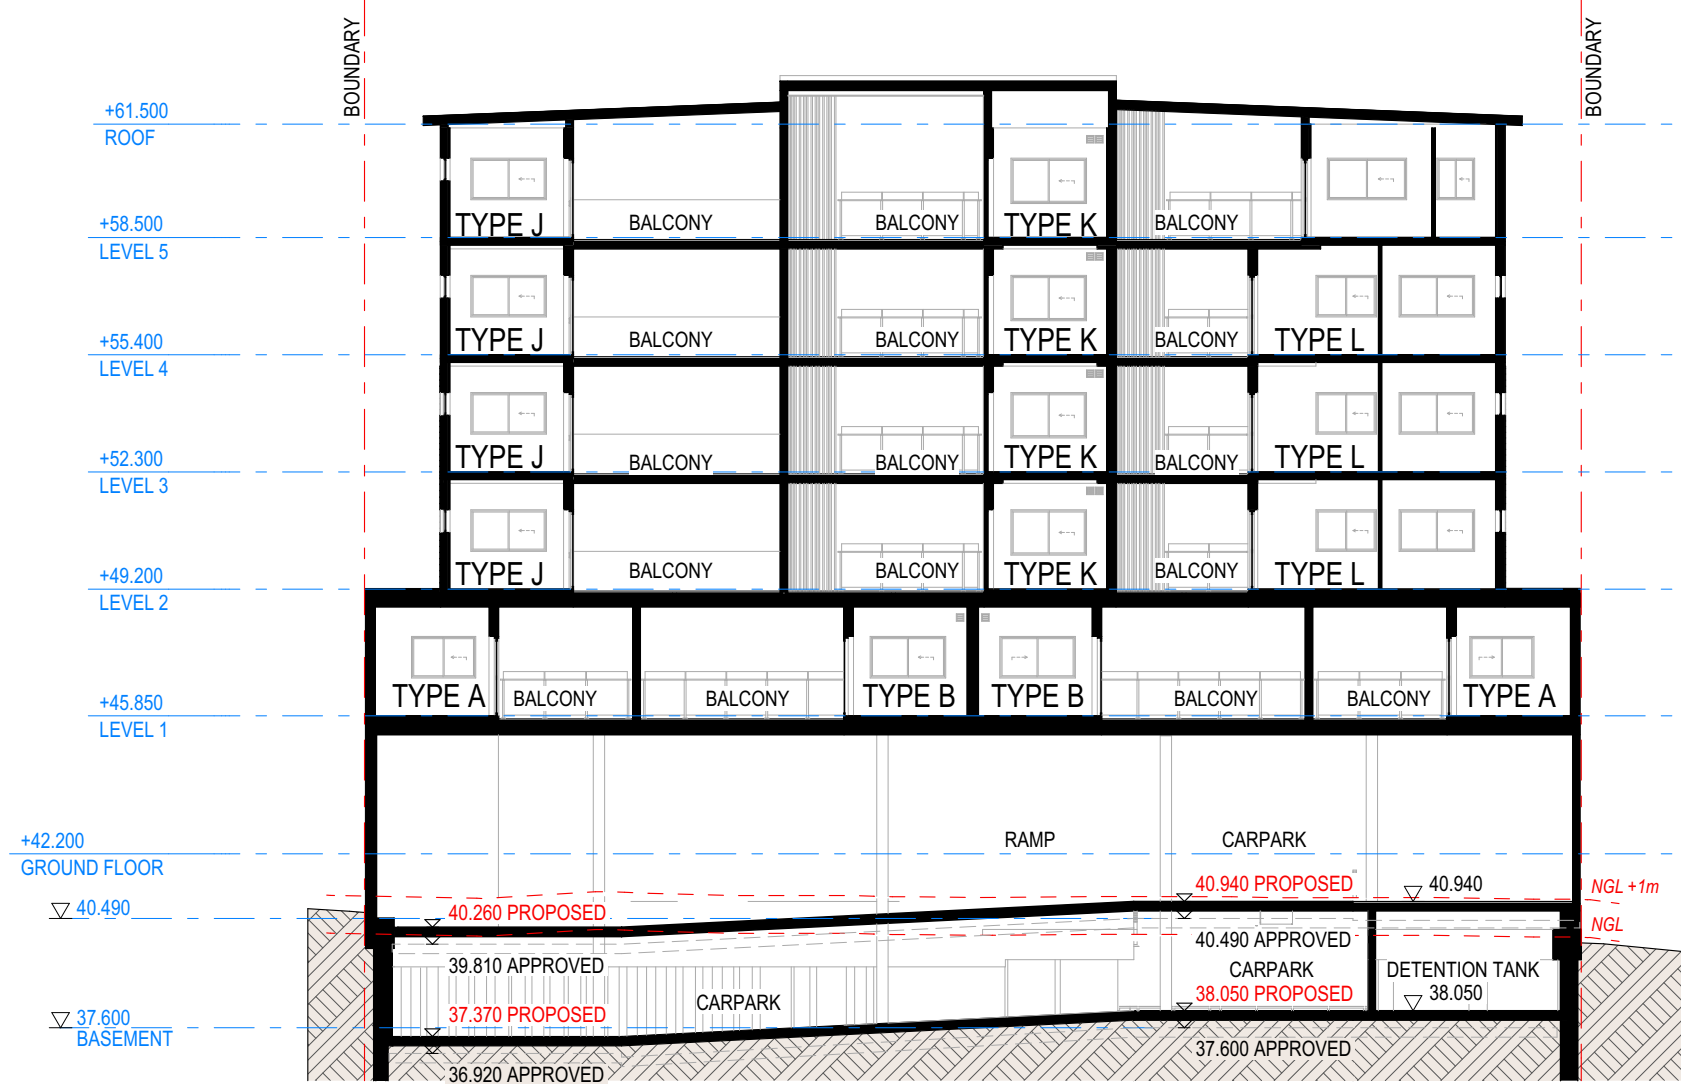 BOUNDARY
BOUNDARY
+61.500
ROOF
TYPE J
BALCONY
BALCONY
TYPE K
BALCONY
+58.500
LEVEL 5
TYPE J
BALCONY
BALCONY
TYPE K
BALCONY
TYPE L
+55.400
LEVEL 4
TYPE J
BALCONY
BALCONY
TYPE K
BALCONY
TYPE L
+52.300
LEVEL 3
TYPE J
BALCONY
BALCONY
TYPE K
BALCONY
TYPE L
+49.200
LEVEL 2
TYPE A
BALCONY
BALCONY
TYPE B
TYPE B
BALCONY
BALCONY
TYPE A
+45.850
LEVEL 1
RAMP
CARPARK
+42.200
GROUND FLOOR
40.940 PROPOSED
40.940
NGL +1m
40.490
40.260 PROPOSED
NGL
39.810 APPROVED
40.490 APPROVED
CARPARK
DETENTION TANK
38.050 PROPOSED
38.050
CARPARK
37.370 PROPOSED
37.600
BASEMENT
37.600 APPROVED
36.920 APPROVED